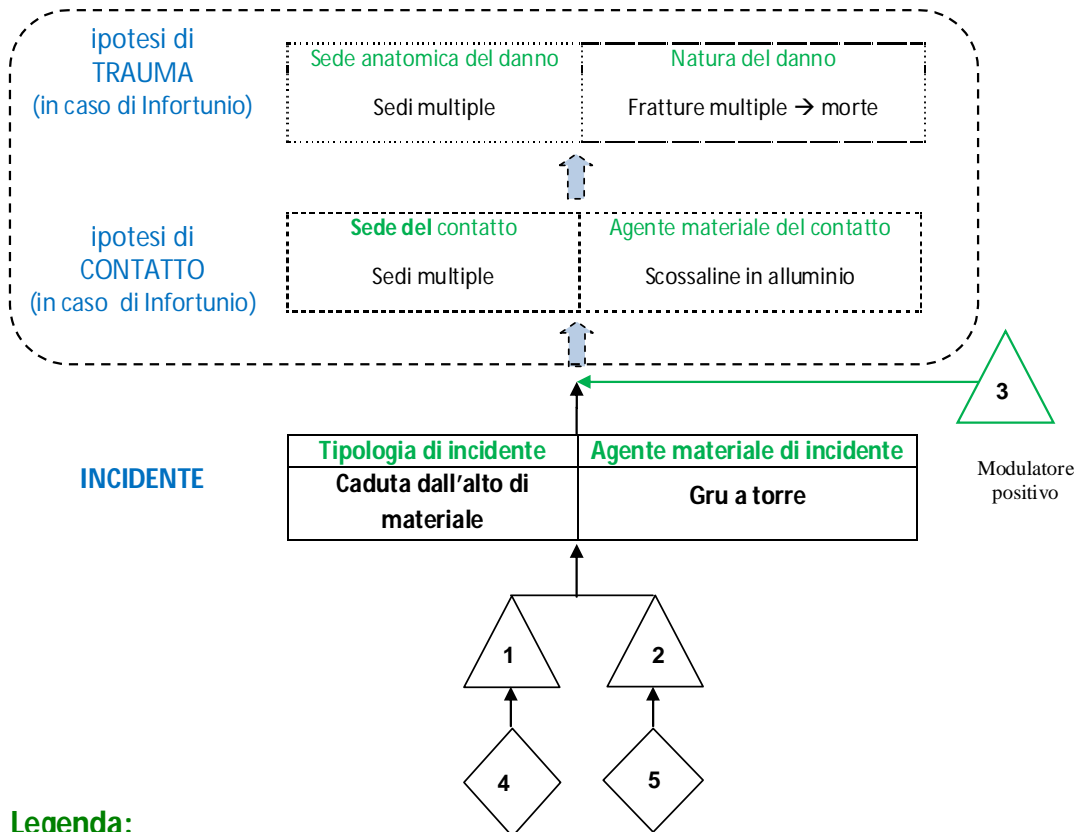 ipotesi di
TRAUMA
(in caso di Infortunio)
Sede anatomica del danno
Natura del danno
Sedi multiple
Fratture multiple → morte
ipotesi di
CONTATTO
(in caso di Infortunio)
Sede del contatto
Agente materiale del contatto
Sedi multiple
Scossaline in alluminio
3
Modulatore
positivo
INCIDENTE
Tipologia di incidente
Agente materiale di incidente
Caduta dall'alto di
materiale
Gru a torre
1
2
4
5
Legenda: